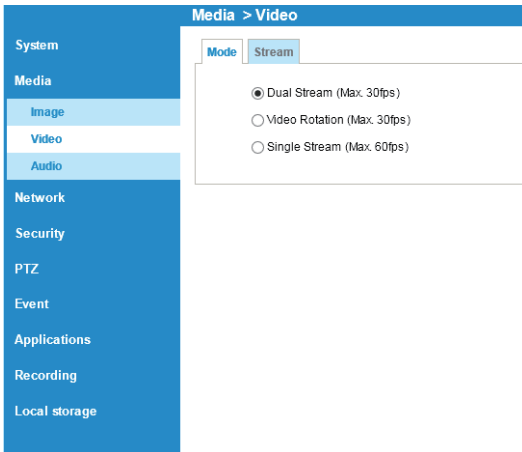 Media > Video
System
Media
Image
Video
Audio
Network
Security
PTZ
Event
Applications
Recording
Local storage
Mode Stream
Dual Stream (Max. 30fps)
Video Rotation (Max. 30fps)
Single Stream (Max. 60fps)